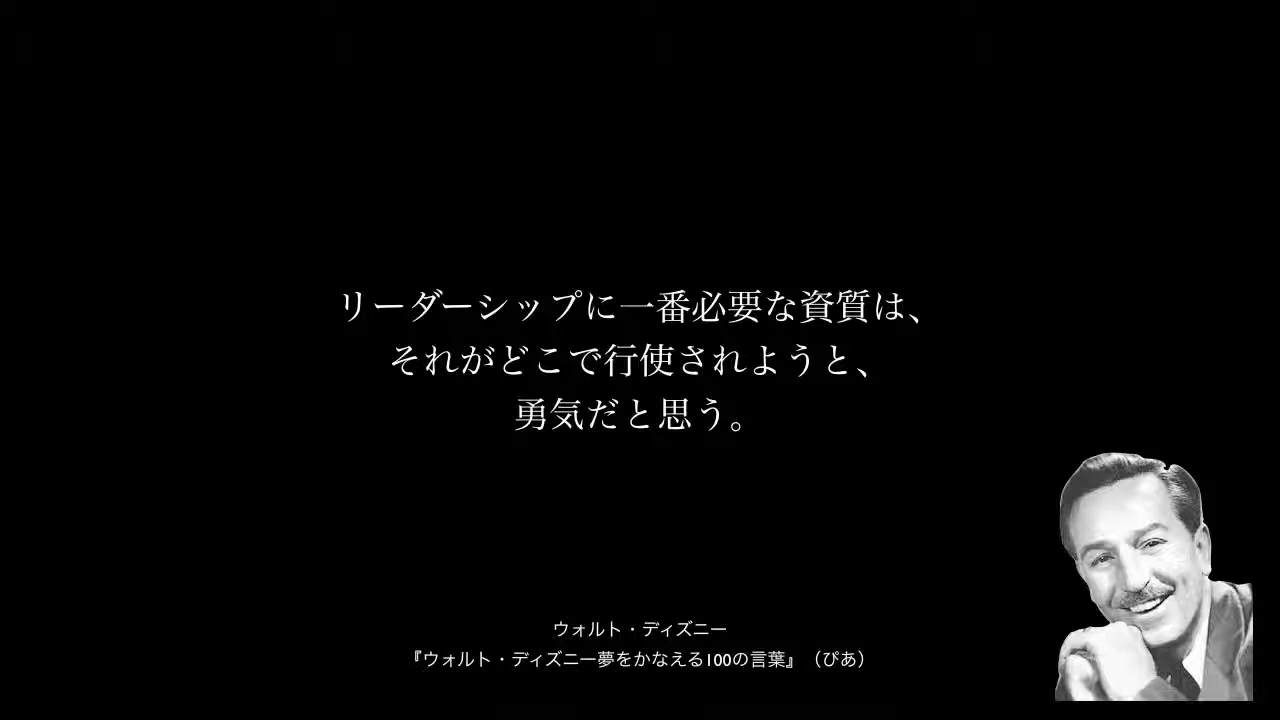 リーダーシップに一番必要な資質は、
それがどこで行使されようと、
勇気だと思う。
ウォルト・ディズニー
『ウォルト・ディズニー夢をかなえる100の言葉』（ぴあ）